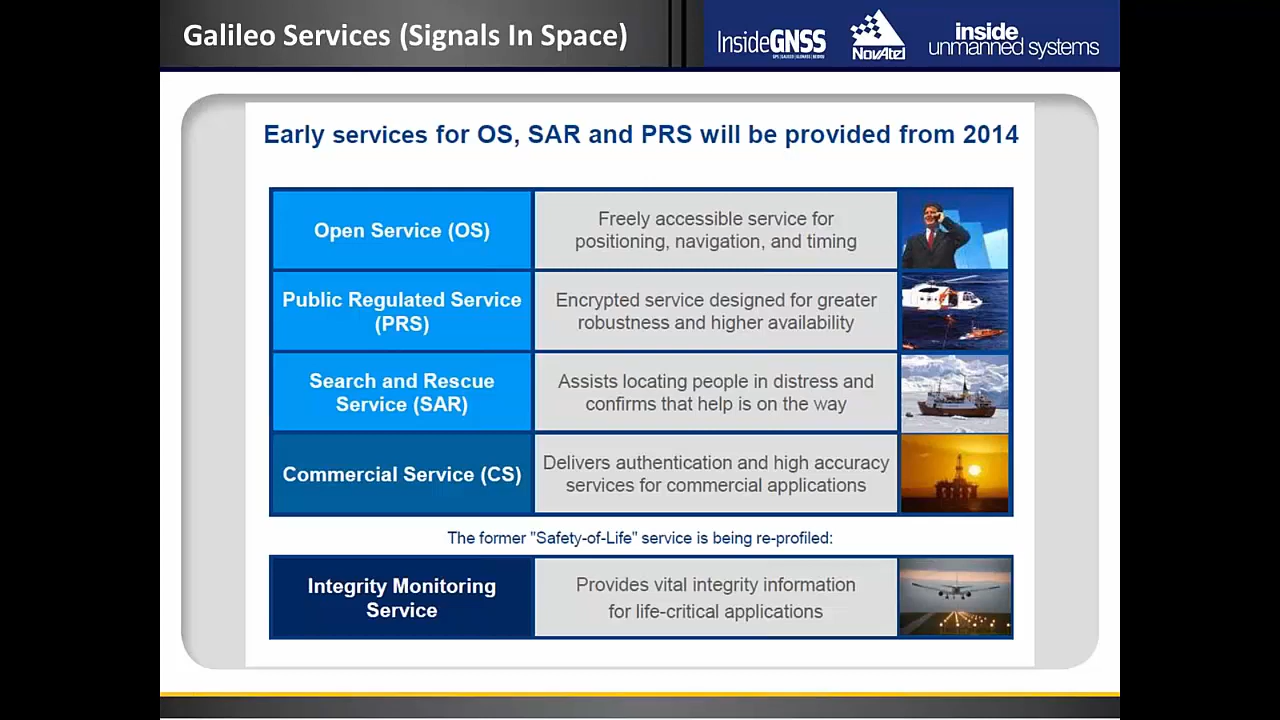 Galileo Services (Signals In Space)
InsideGNSS
NovAtel
inside
unmanned systems
Early services for OS, SAR and PRS will be provided from 2014
Open Service (OS)
Freely accessible service for
positioning, navigation, and timing
Public Regulated Service
(PRS)
Encrypted service designed for greater
robustness and higher availability
Search and Rescue
Service (SAR)
Assists locating people in distress and
confirms that help is on the way
Commercial Service (CS)
Delivers authentication and high accuracy
services for commercial applications
The former "Safety-of-Life" service is being re-profiled:
Integrity Monitoring
Service
Provides vital integrity information
for life-critical applications